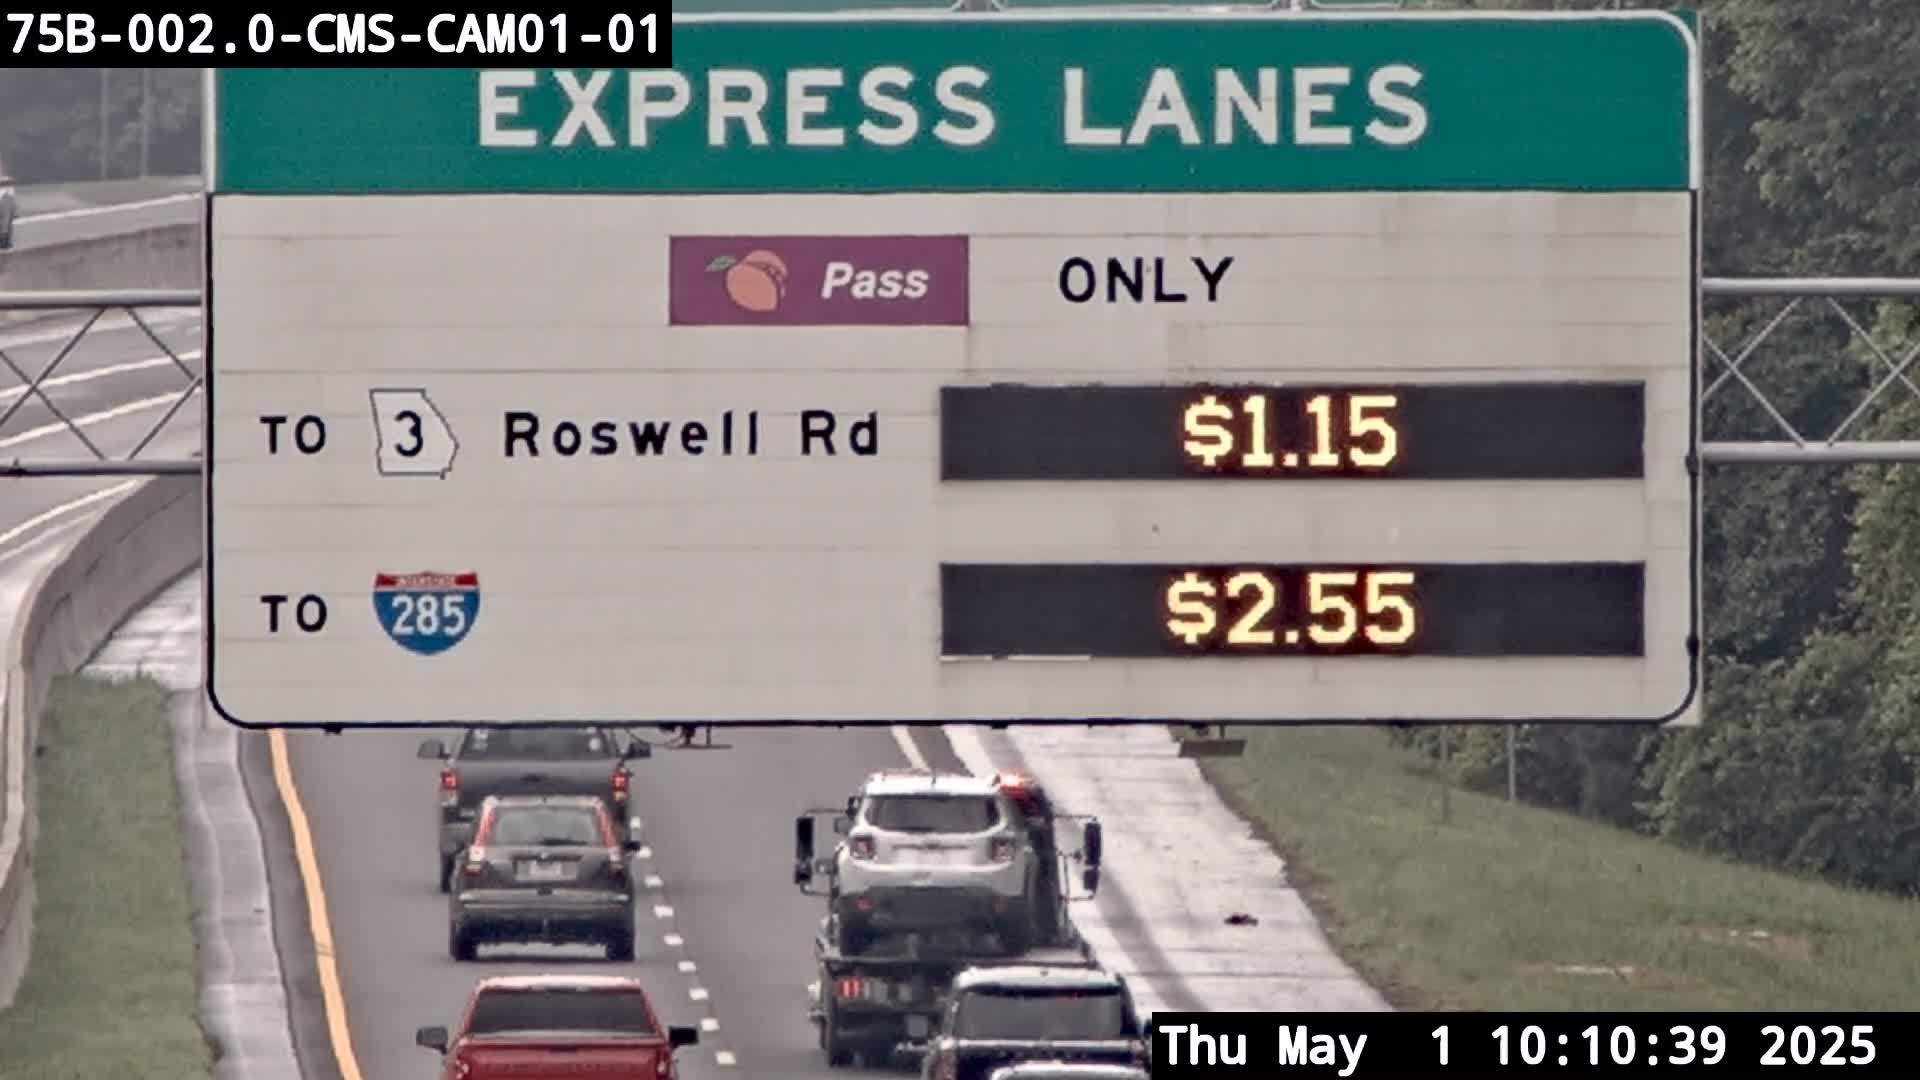 75B-002.0-CMS-CAM01-01
EXPRESS LANES
Pass ONLY
TO 3 Roswell Rd $1.15
TO 285 $2.55
Thu May 1 10:10:39 2025